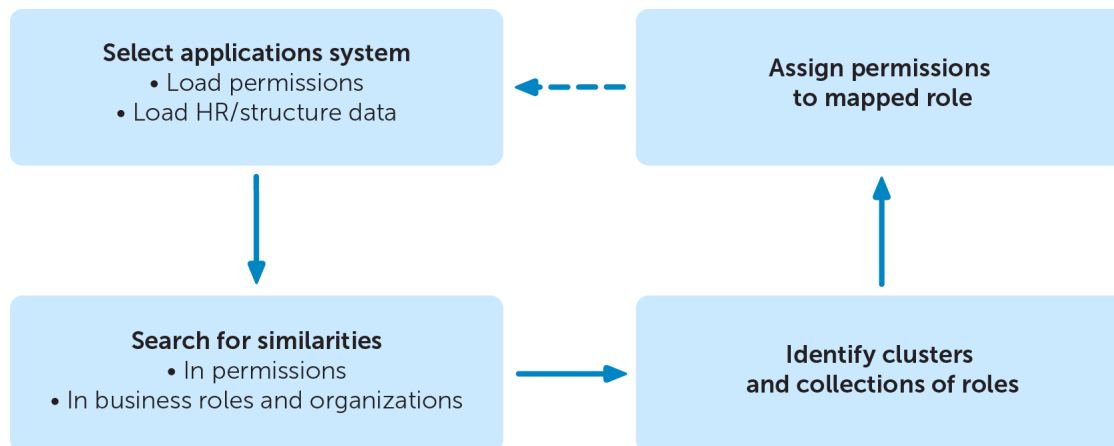 Select applications system
• Load permissions
• Load HR/structure data
Assign permissions
to mapped role
Search for similarities
• In permissions
• In business roles and organizations
Identify clusters
and collections of roles